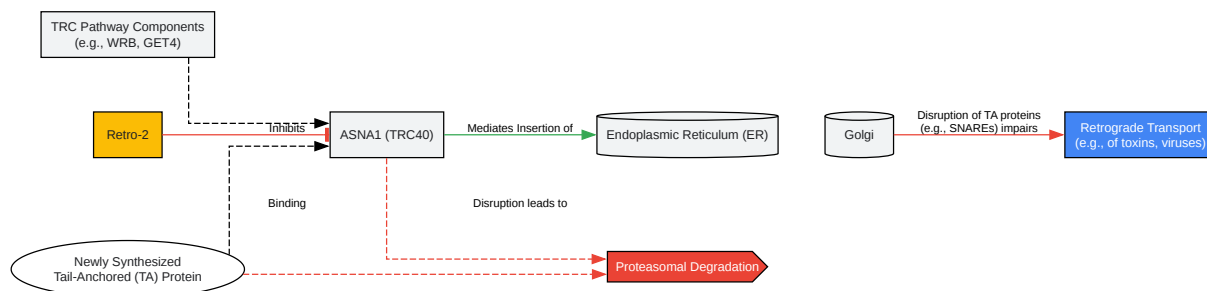 TRC Pathway Components
(e.g., WRB, GET4)
Retro-2
Inhibits
ASNA1 (TRC40)
Mediates Insertion of
Endoplasmic Reticulum (ER)
Golgi
Disruption of TA proteins
(e.g., SNAREs) impairs
Retrograde Transport
(e.g., of toxins, viruses)
Binding
Disruption leads to
Newly Synthesized
Tail-Anchored (TA) Protein
Proteasomal Degradation